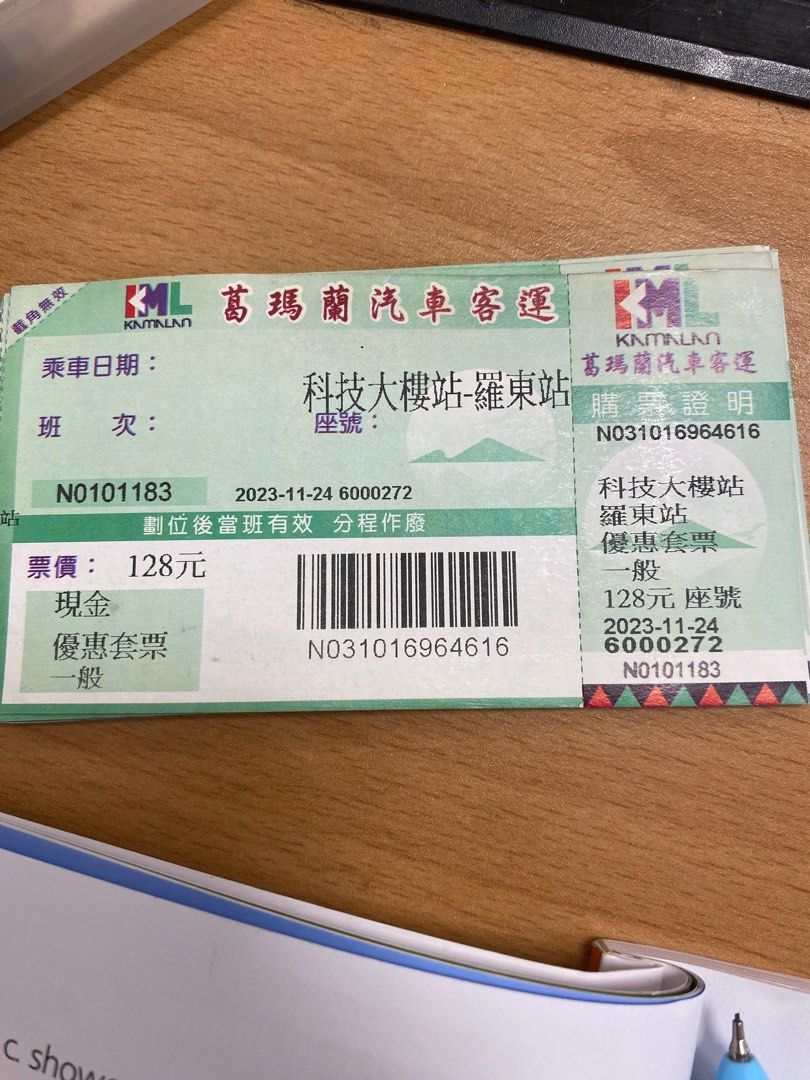 截角無效
KML
KAMALAN
葛瑪蘭汽車客運
乘車日期：
科技大樓站-羅東站
班　次：
座號：
N0101183
2023-11-24 6000272
劃位後當班有效 分程作廢
票價： 128元
現金
優惠套票
一般
N031016964616
站
KML
KAMALAN
葛瑪蘭汽車客運
購票證明
N031016964616
科技大樓站
羅東站
優惠套票
一般
128元 座號
2023-11-24
6000272
N0101183
c. show